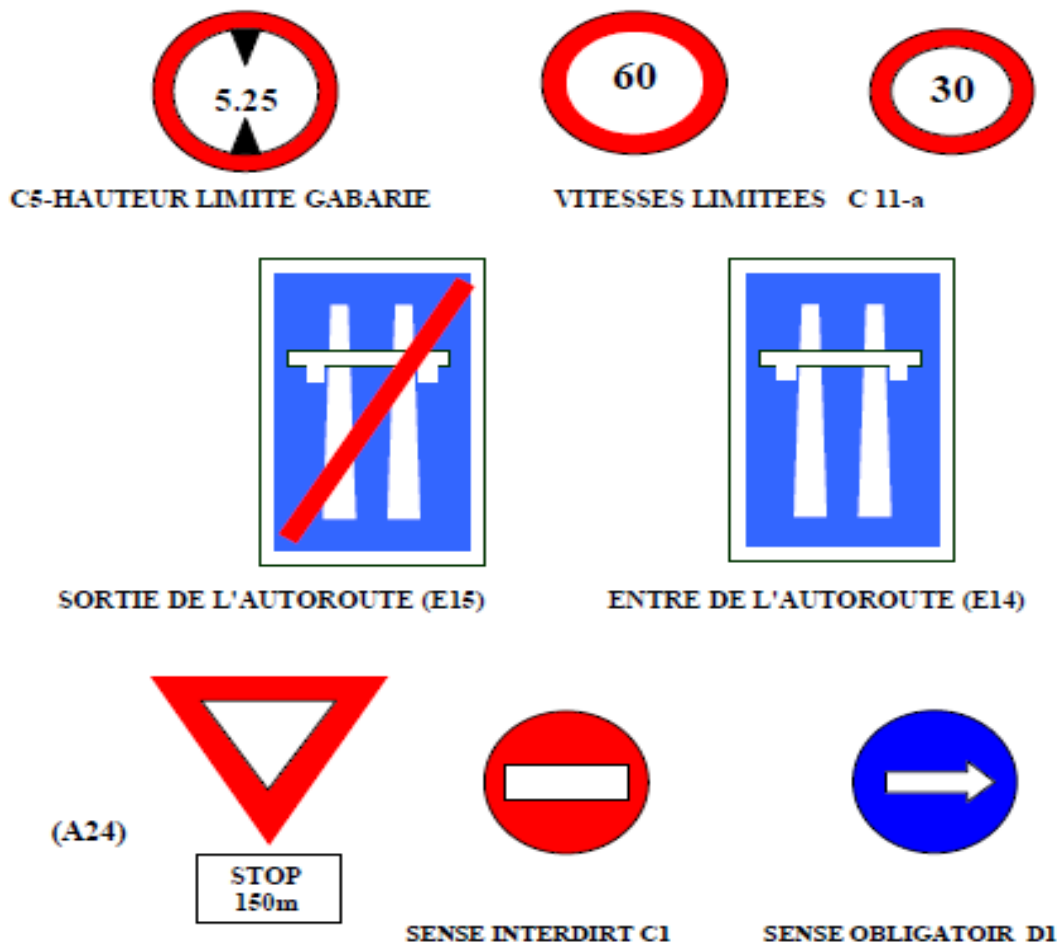 5.25
60
30
C5-HAUTEUR LIMITE GABARIE
VITESSES LIMITEES C 11-a
SORTIE DE L'AUTOROUTE (E15)
ENTRE DE L'AUTOROUTE (E14)
(A24)
STOP
150m
SENSE INTERDIRT C1
SENSE OBLIGATOIR D1